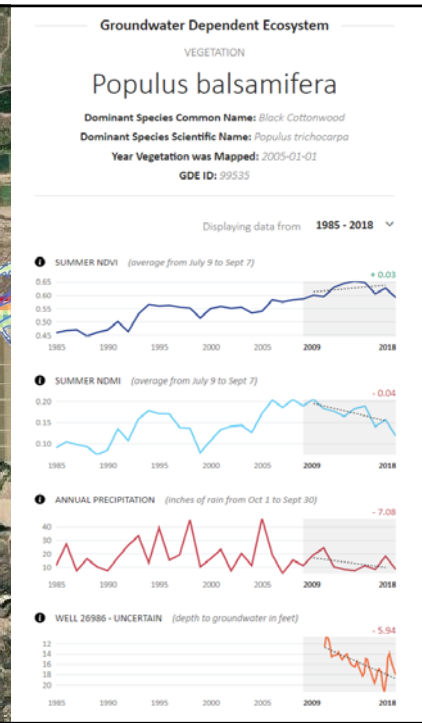 Groundwater Dependent Ecosystem
VEGETATION
Populus balsamifera
Dominant Species Common Name: Black Cottonwood
Dominant Species Scientific Name: Populus trichocarpa
Year Vegetation was Mapped: 2005-01-01
GDE ID: 99535
Displaying data from 1985 - 2018
SUMMER NDVI (average from July 9 to Sept 7)
+ 0.03
0.65
0.60
0.55
0.50
0.45
1985 1990 1995 2000 2005 2009 2018
SUMMER NDMI (average from July 9 to Sept 7)
- 0.04
0.20
0.15
0.10
1985 1990 1995 2000 2005 2009 2018
ANNUAL PRECIPITATION (inches of rain from Oct 1 to Sept 30)
- 7.08
40
30
20
10
1985 1990 1995 2000 2005 2009 2018
WELL 26986 - UNCERTAIN (depth to groundwater in feet)
- 5.94
12
14
16
18
20
1985 1990 1995 2000 2005 2009 2018